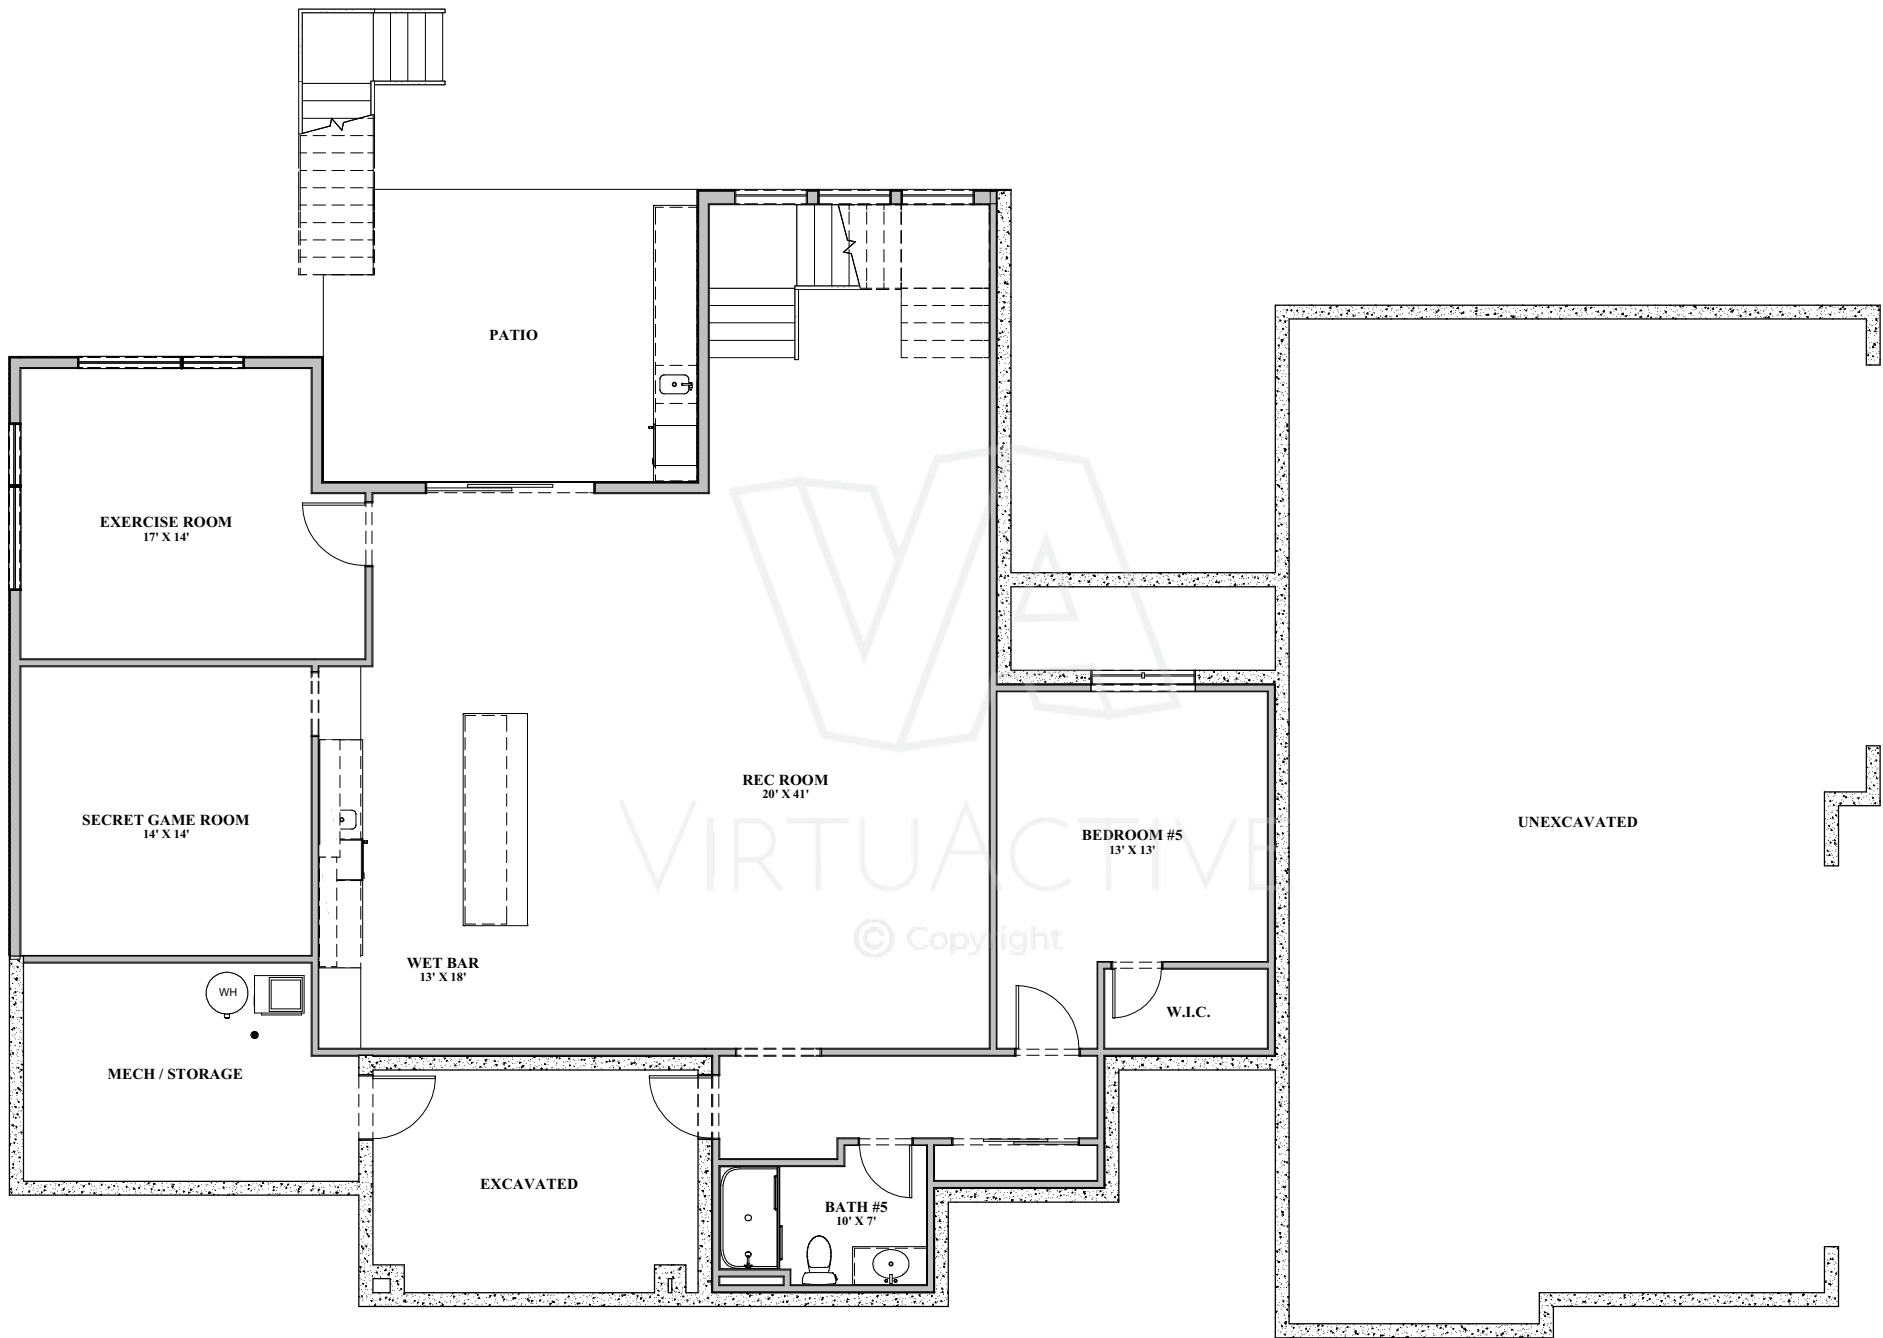 PATIO
EXERCISE ROOM
17' X 14'
REC ROOM
20' X 41'
SECRET GAME ROOM
14' X 14'
BEDROOM #5
13' X 13'
UNEXCAVATED
VIRTUACTIVE
© Copyright
WET BAR
13' X 18'
WH
W.I.C.
MECH / STORAGE
EXCAVATED
BATH #5
10' X 7'